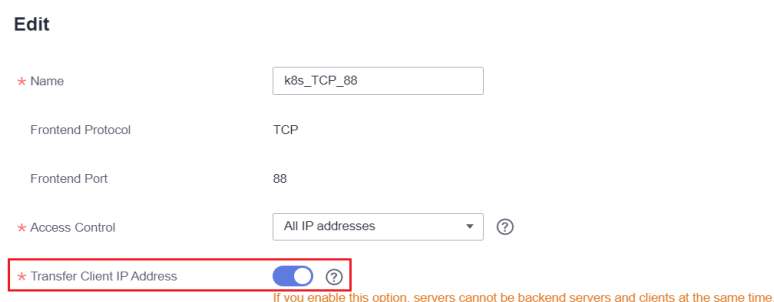 Edit
* Name k8s_TCP_88
Frontend Protocol TCP
Frontend Port 88
* Access Control All IP addresses ?
* Transfer Client IP Address ?
If you enable this option, servers cannot be backend servers and clients at the same time.